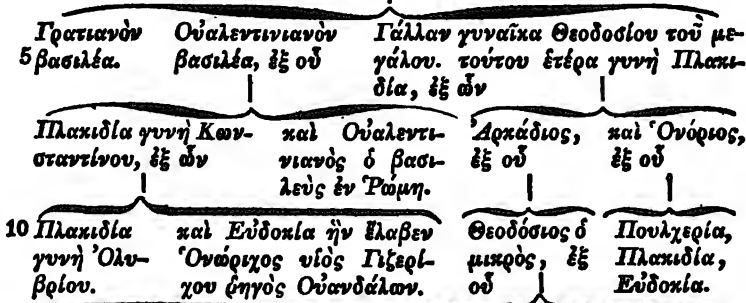 Γρατιανὸν Οὐαλεντινιανὸν Γάλλαν γυναῖκα Θεοδοσίου τοῦ με-
5 βασιλέα. βασιλέα, ἐξ οὗ γάλου. τούτου ἑτέρα γυνὴ Πλακι-
δία, ἐξ ὧν
Πλακιδία γυνὴ Κων- καὶ Οὐαλεντι- Ἀρκάδιος, καὶ Ὁνόριος,
σταντίνου, ἐξ ὧν νιανὸς ὁ βασι- ἐξ οὗ ἐξ οὗ
λεὺς ἐν Ῥώμῃ.
10 Πλακιδία καὶ Εὐδοκία ἣν ἔλαβεν Θεοδόσιος ὁ Πουλχερία,
γυνὴ Ὀλυ- Ὁνώριχος υἱὸς Γιζερί- μικρὸς, ἐξ Πλακιδία,
βρίου. χου ῥηγὸς Οὐανδάλων. οὗ Εὐδοκία.